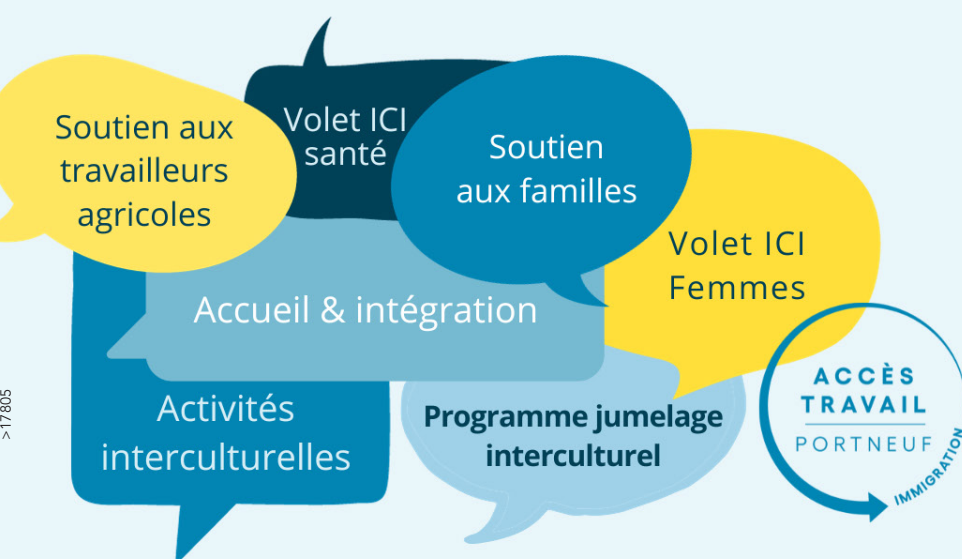 Soutien aux
travailleurs
agricoles
Volet ICI
santé
Soutien
aux familles
Volet ICI
Femmes
Accueil & intégration
Activités
interculturelles
Programme jumelage
interculturel
ACCÈS
TRAVAIL
PORTNEUF
IMMIGRATION
>17805